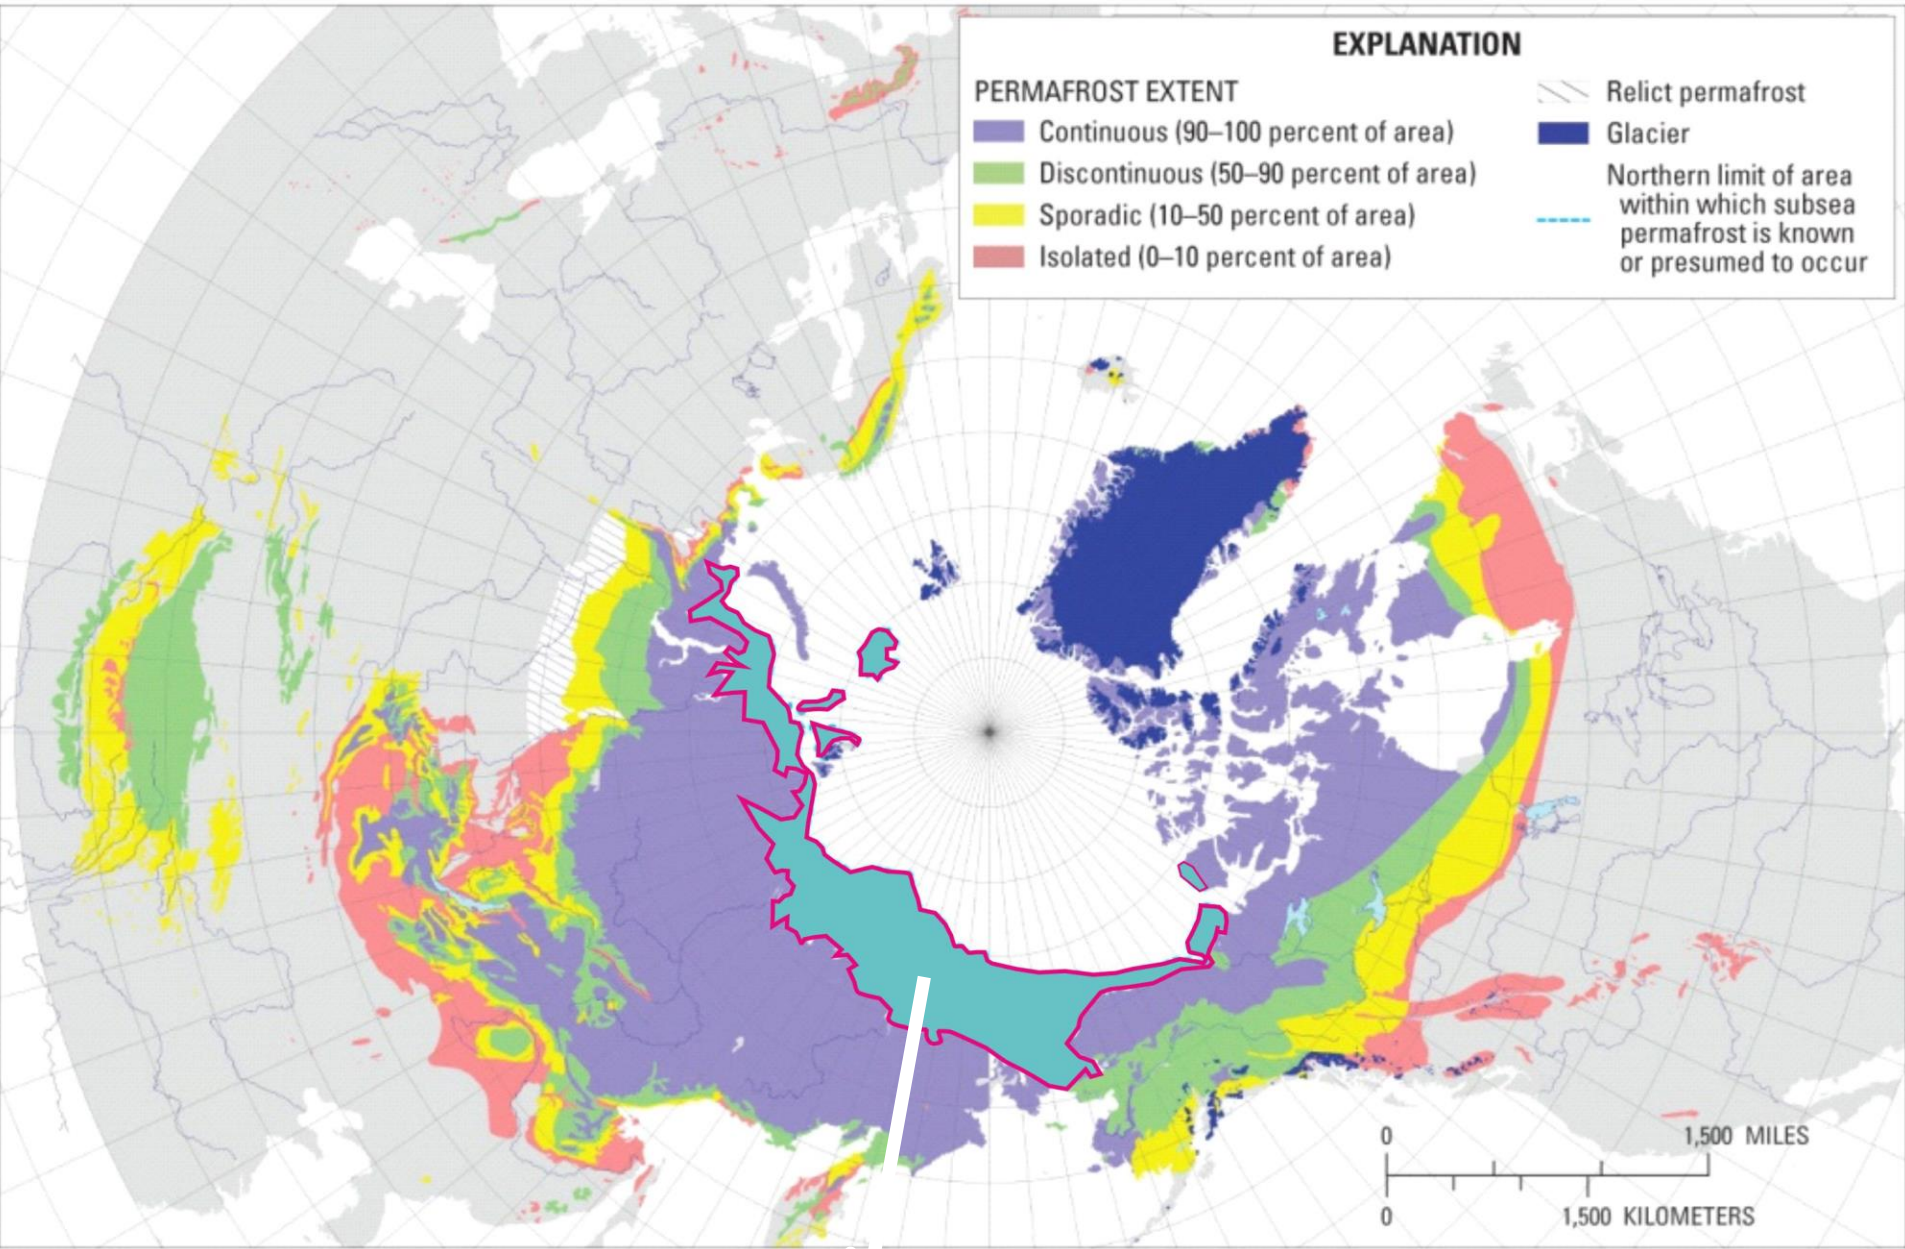 EXPLANATION
PERMAFROST EXTENT
Continuous (90–100 percent of area)
Discontinuous (50–90 percent of area)
Sporadic (10–50 percent of area)
Isolated (0–10 percent of area)
Relict permafrost
Glacier
Northern limit of area
within which subsea
permafrost is known
or presumed to occur
0 1,500 MILES
0 1,500 KILOMETERS